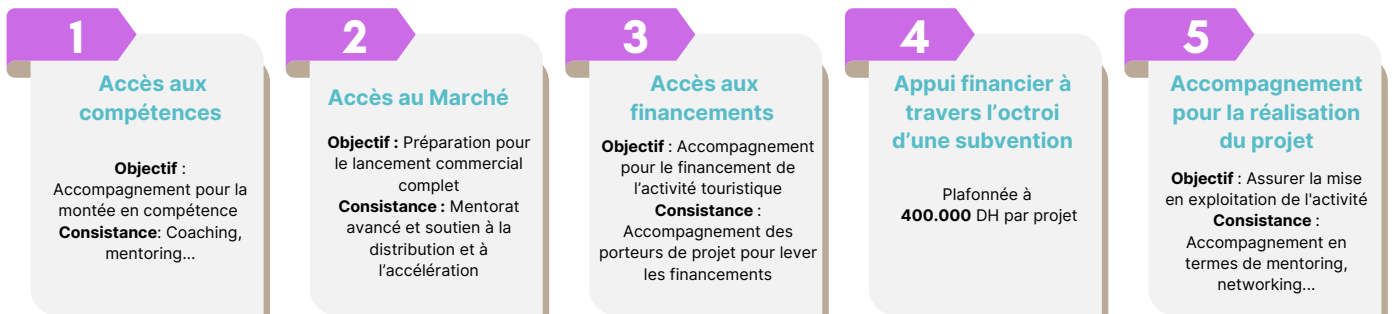 1
Accès aux
compétences
Objectif :
Accompagnement pour la
montée en compétence
Consistance: Coaching,
mentoring...
2
Accès au Marché
Objectif : Préparation pour
le lancement commercial
complet
Consistance : Mentorat
avancé et soutien à la
distribution et à
l’accélération
3
Accès aux
financements
Objectif : Accompagnement
pour le financement de
l’activité touristique
Consistance :
Accompagnement des
porteurs de projet pour lever
les financements
4
Appui financier à
travers l’octroi
d’une subvention
Plafonnée à
400.000 DH par projet
5
Accompagnement
pour la réalisation
du projet
Objectif : Assurer la mise
en exploitation de l'activité
Consistance :
Accompagnement en
termes de mentoring,
networking...